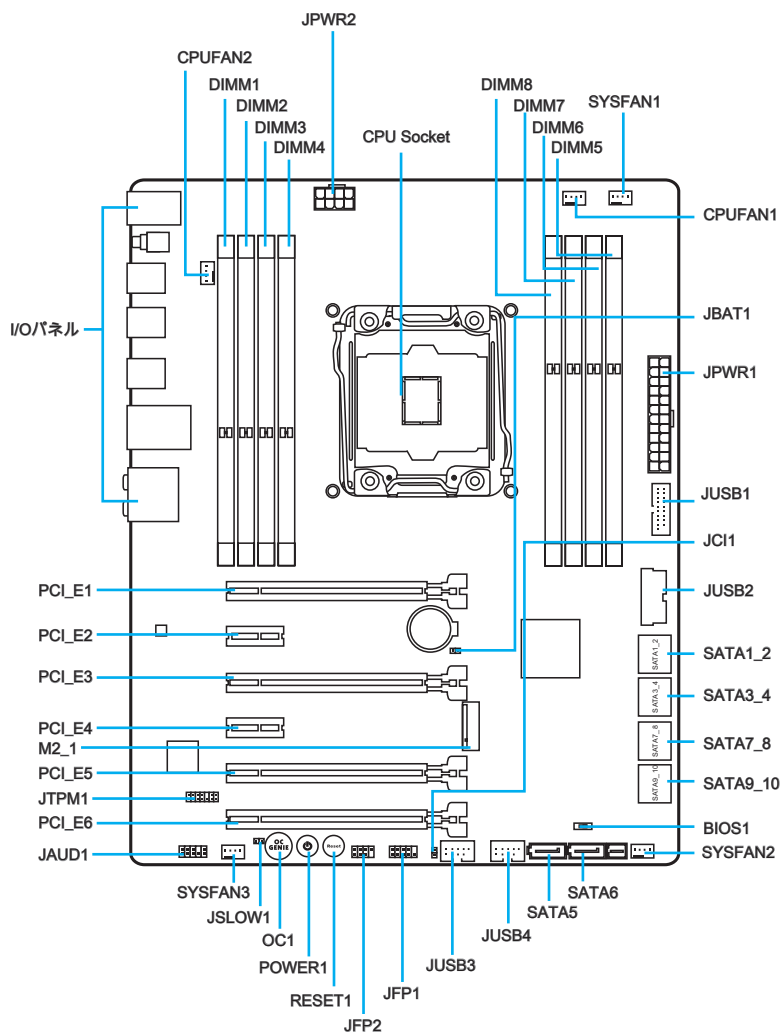 JPWR2
CPUFAN2
DIMM1
DIMM2
DIMM3
DIMM4
CPU Socket
DIMM8
DIMM7
DIMM6
DIMM5
SYSFAN1
CPUFAN1
I/Oパネル
JBAT1
JPWR1
JUSB1
JCI1
JUSB2
PCI_E1
PCI_E2
PCI_E3
PCI_E4
M2_1
PCI_E5
JTPM1
PCI_E6
JAUD1
SATA1_2
SATA1_2
SATA3_4
SATA3_4
SATA7_8
SATA7_8
SATA9_10
SATA9_10
BIOS1
SYSFAN2
OC
GENIE
Reset
SYSFAN3
JSLOW1
OC1
POWER1
RESET1
JFP2
JFP1
JUSB3
JUSB4
SATA5
SATA6